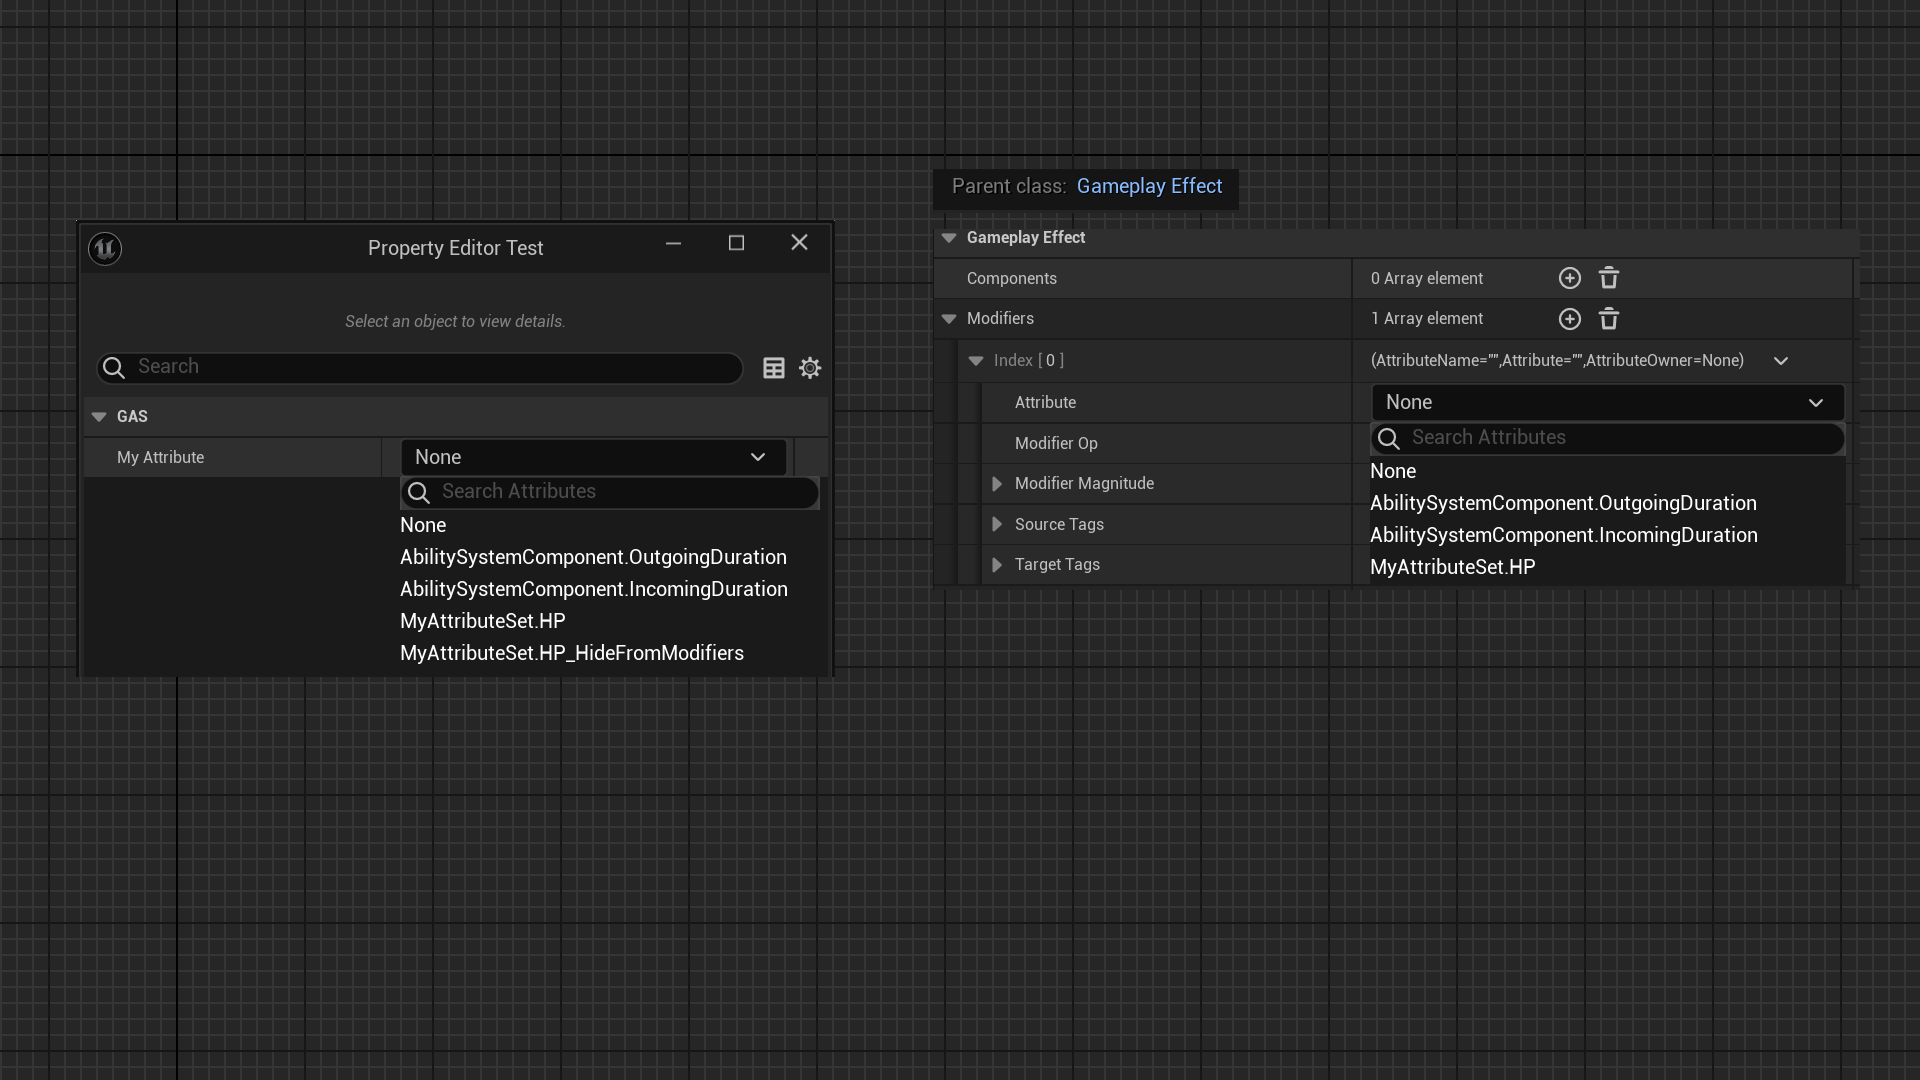 Property Editor Test
Select an object to view details.
Search
GAS
My Attribute
None
Search Attributes
None
AbilitySystemComponent.OutgoingDuration
AbilitySystemComponent.IncomingDuration
MyAttributeSet.HP
MyAttributeSet.HP_HideFromModifiers
Parent class: Gameplay Effect
Gameplay Effect
Components 0 Array element
Modifiers 1 Array element
Index [ 0 ] (AttributeName="",Attribute="",AttributeOwner=None)
Attribute None
Modifier Op Search Attributes
None
Modifier Magnitude
AbilitySystemComponent.OutgoingDuration
Source Tags
AbilitySystemComponent.IncomingDuration
Target Tags MyAttributeSet.HP